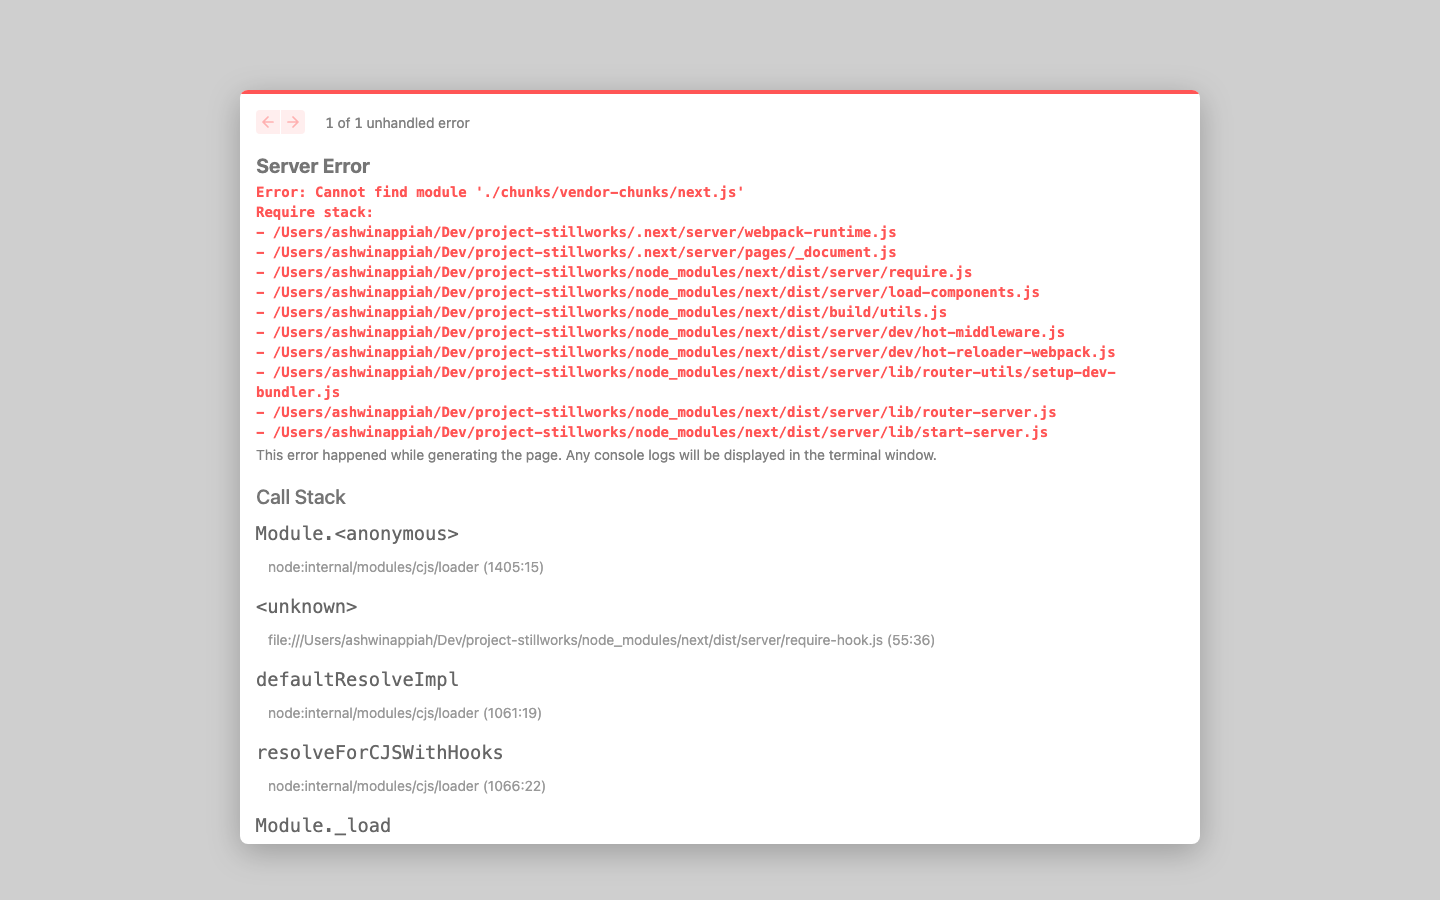 1 of 1 unhandled error
Server Error
Error: Cannot find module './chunks/vendor-chunks/next.js'
Require stack:
- /Users/ashwinappiah/Dev/project-stillworks/.next/server/webpack-runtime.js
- /Users/ashwinappiah/Dev/project-stillworks/.next/server/pages/_document.js
- /Users/ashwinappiah/Dev/project-stillworks/node_modules/next/dist/server/require.js
- /Users/ashwinappiah/Dev/project-stillworks/node_modules/next/dist/server/load-components.js
- /Users/ashwinappiah/Dev/project-stillworks/node_modules/next/dist/build/utils.js
- /Users/ashwinappiah/Dev/project-stillworks/node_modules/next/dist/server/dev/hot-middleware.js
- /Users/ashwinappiah/Dev/project-stillworks/node_modules/next/dist/server/dev/hot-reloader-webpack.js
- /Users/ashwinappiah/Dev/project-stillworks/node_modules/next/dist/server/lib/router-utils/setup-dev-
bundler.js
- /Users/ashwinappiah/Dev/project-stillworks/node_modules/next/dist/server/lib/router-server.js
- /Users/ashwinappiah/Dev/project-stillworks/node_modules/next/dist/server/lib/start-server.js
This error happened while generating the page. Any console logs will be displayed in the terminal window.
Call Stack
Module.<anonymous>
node:internal/modules/cjs/loader (1405:15)
<unknown>
file:///Users/ashwinappiah/Dev/project-stillworks/node_modules/next/dist/server/require-hook.js (55:36)
defaultResolveImpl
node:internal/modules/cjs/loader (1061:19)
resolveForCJSWithHooks
node:internal/modules/cjs/loader (1066:22)
Module._load